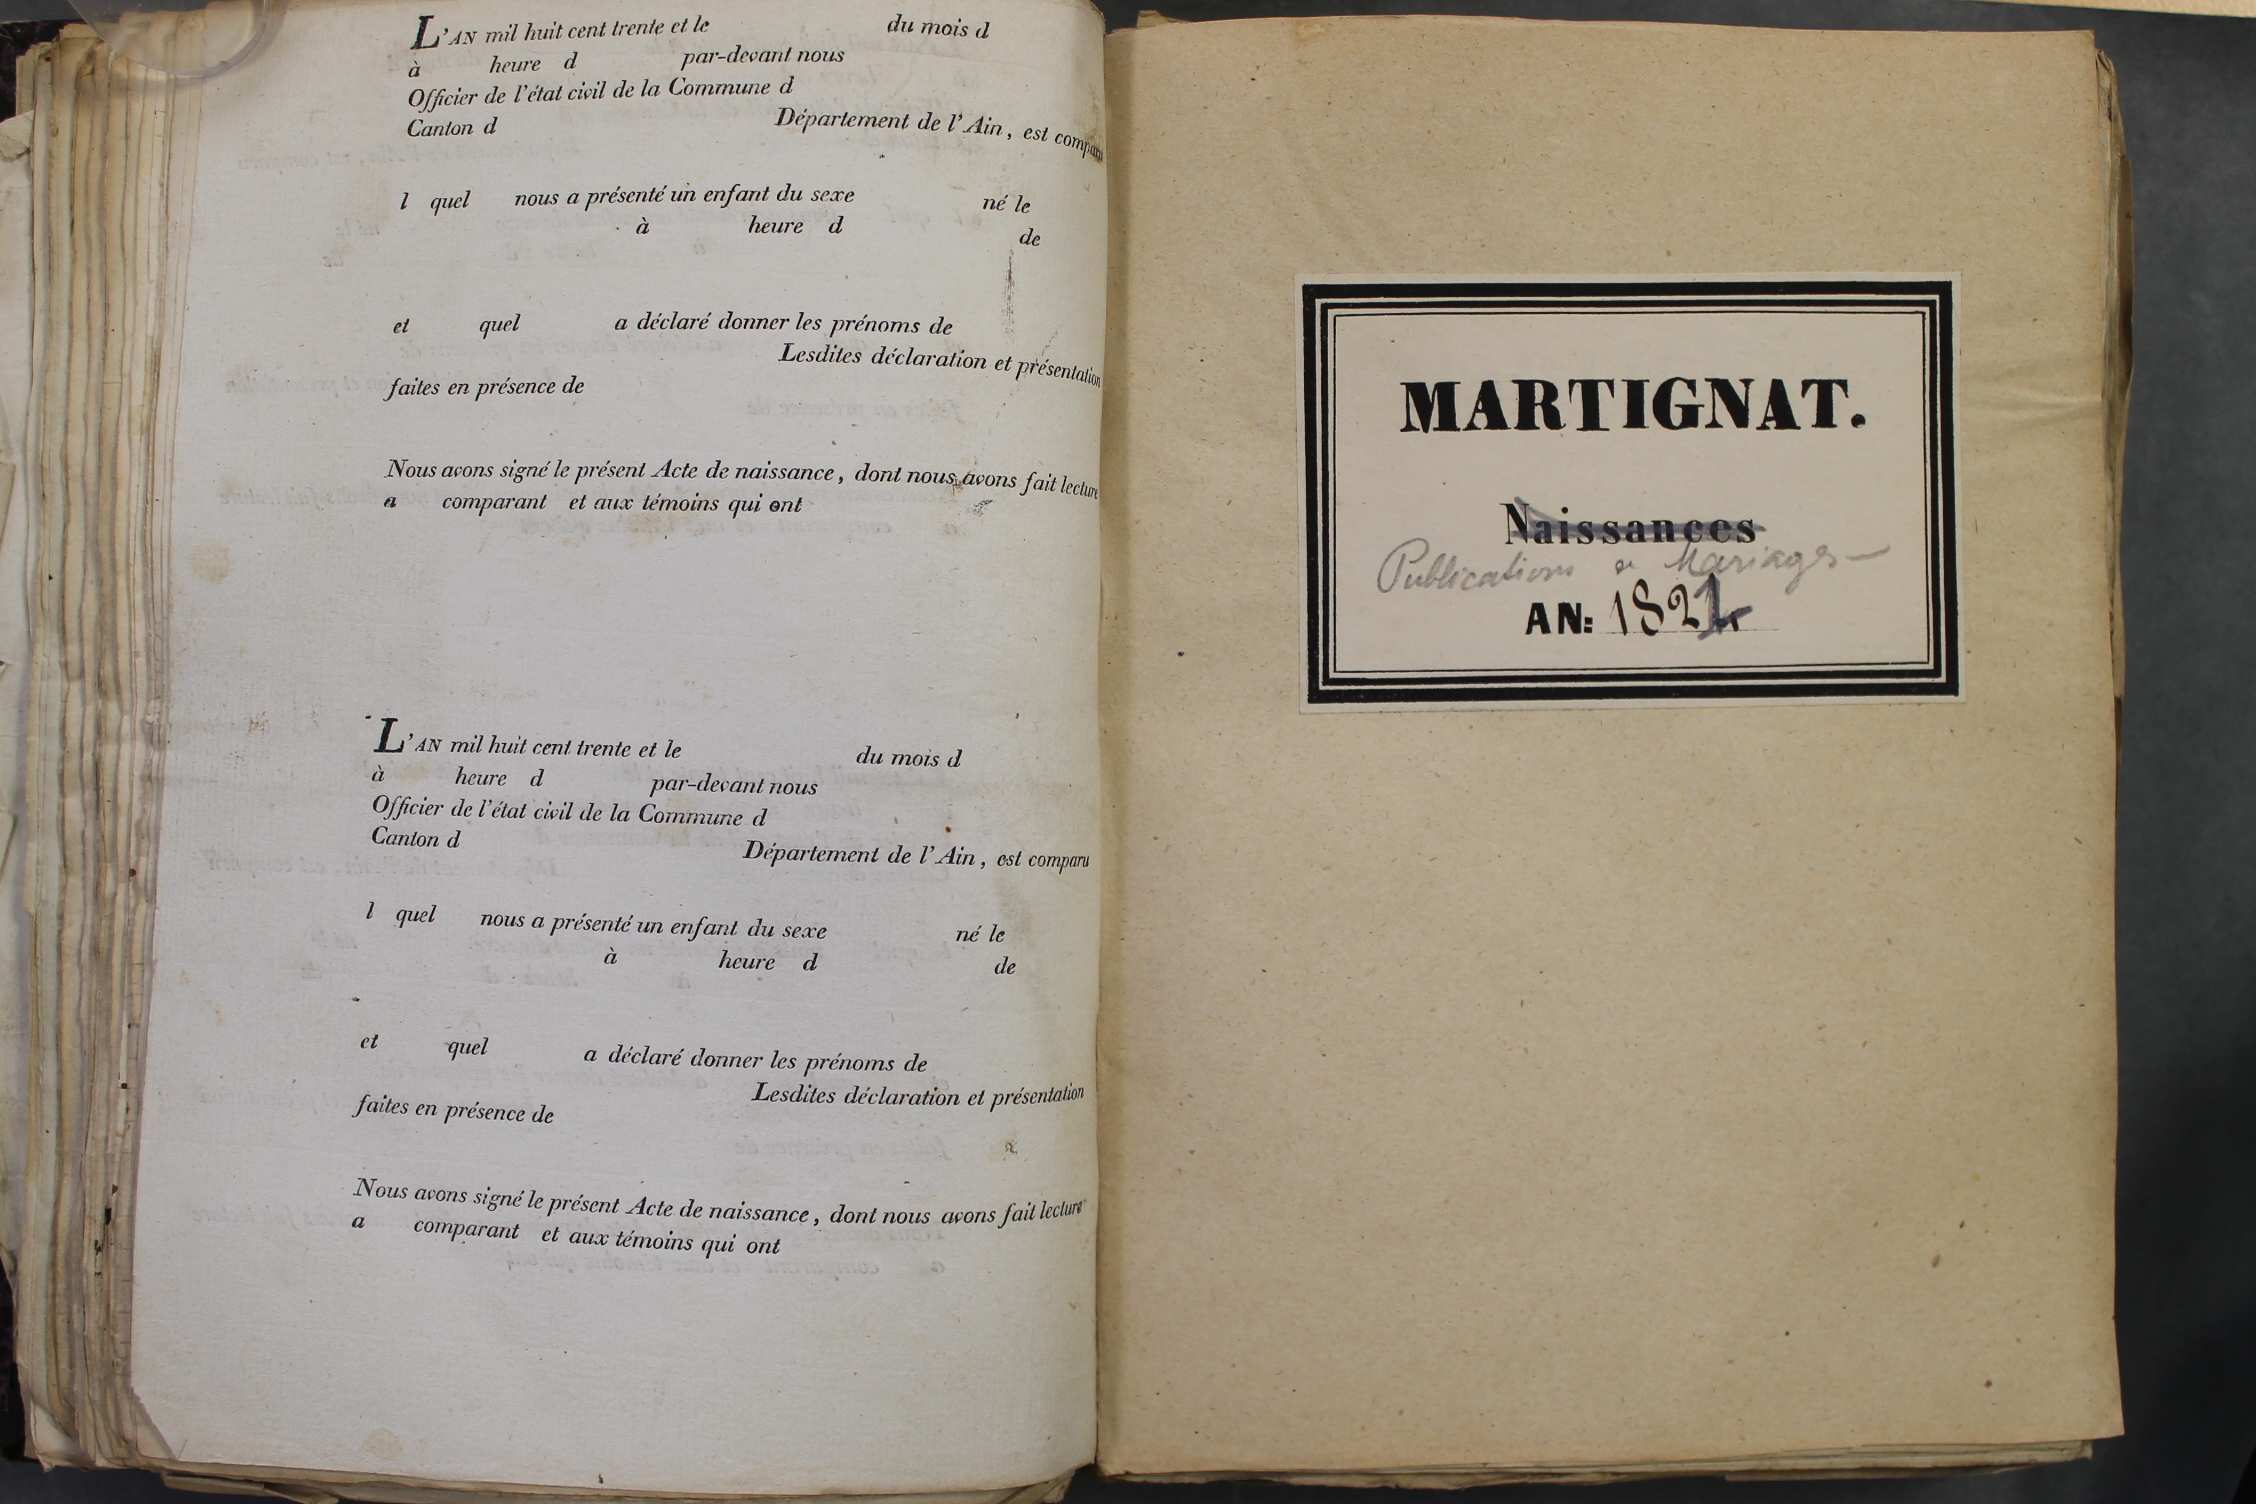 L'AN mil huit cent trente et le du mois d
à heure d par-devant nous
Officier de l'état civil de la Commune d
Canton d Département de l'Ain, est comparu
l quel nous a présenté un enfant du sexe né le
à heure d de
et quel a déclaré donner les prénoms de
Lesdites déclaration et présentation
faites en présence de
Nous avons signé le présent Acte de naissance, dont nous avons fait lecture
a comparant et aux témoins qui ont
L'AN mil huit cent trente et le du mois d
à heure d par-devant nous
Officier de l'état civil de la Commune d
Canton d Département de l'Ain, est comparu
l quel nous a présenté un enfant du sexe né le
à heure d de
et quel a déclaré donner les prénoms de
Lesdites déclaration et présentation
faites en présence de
Nous avons signé le présent Acte de naissance, dont nous avons fait lecture
a comparant et aux témoins qui ont
MARTIGNAT.
Naissances
Publications de Mariages
AN: 1821